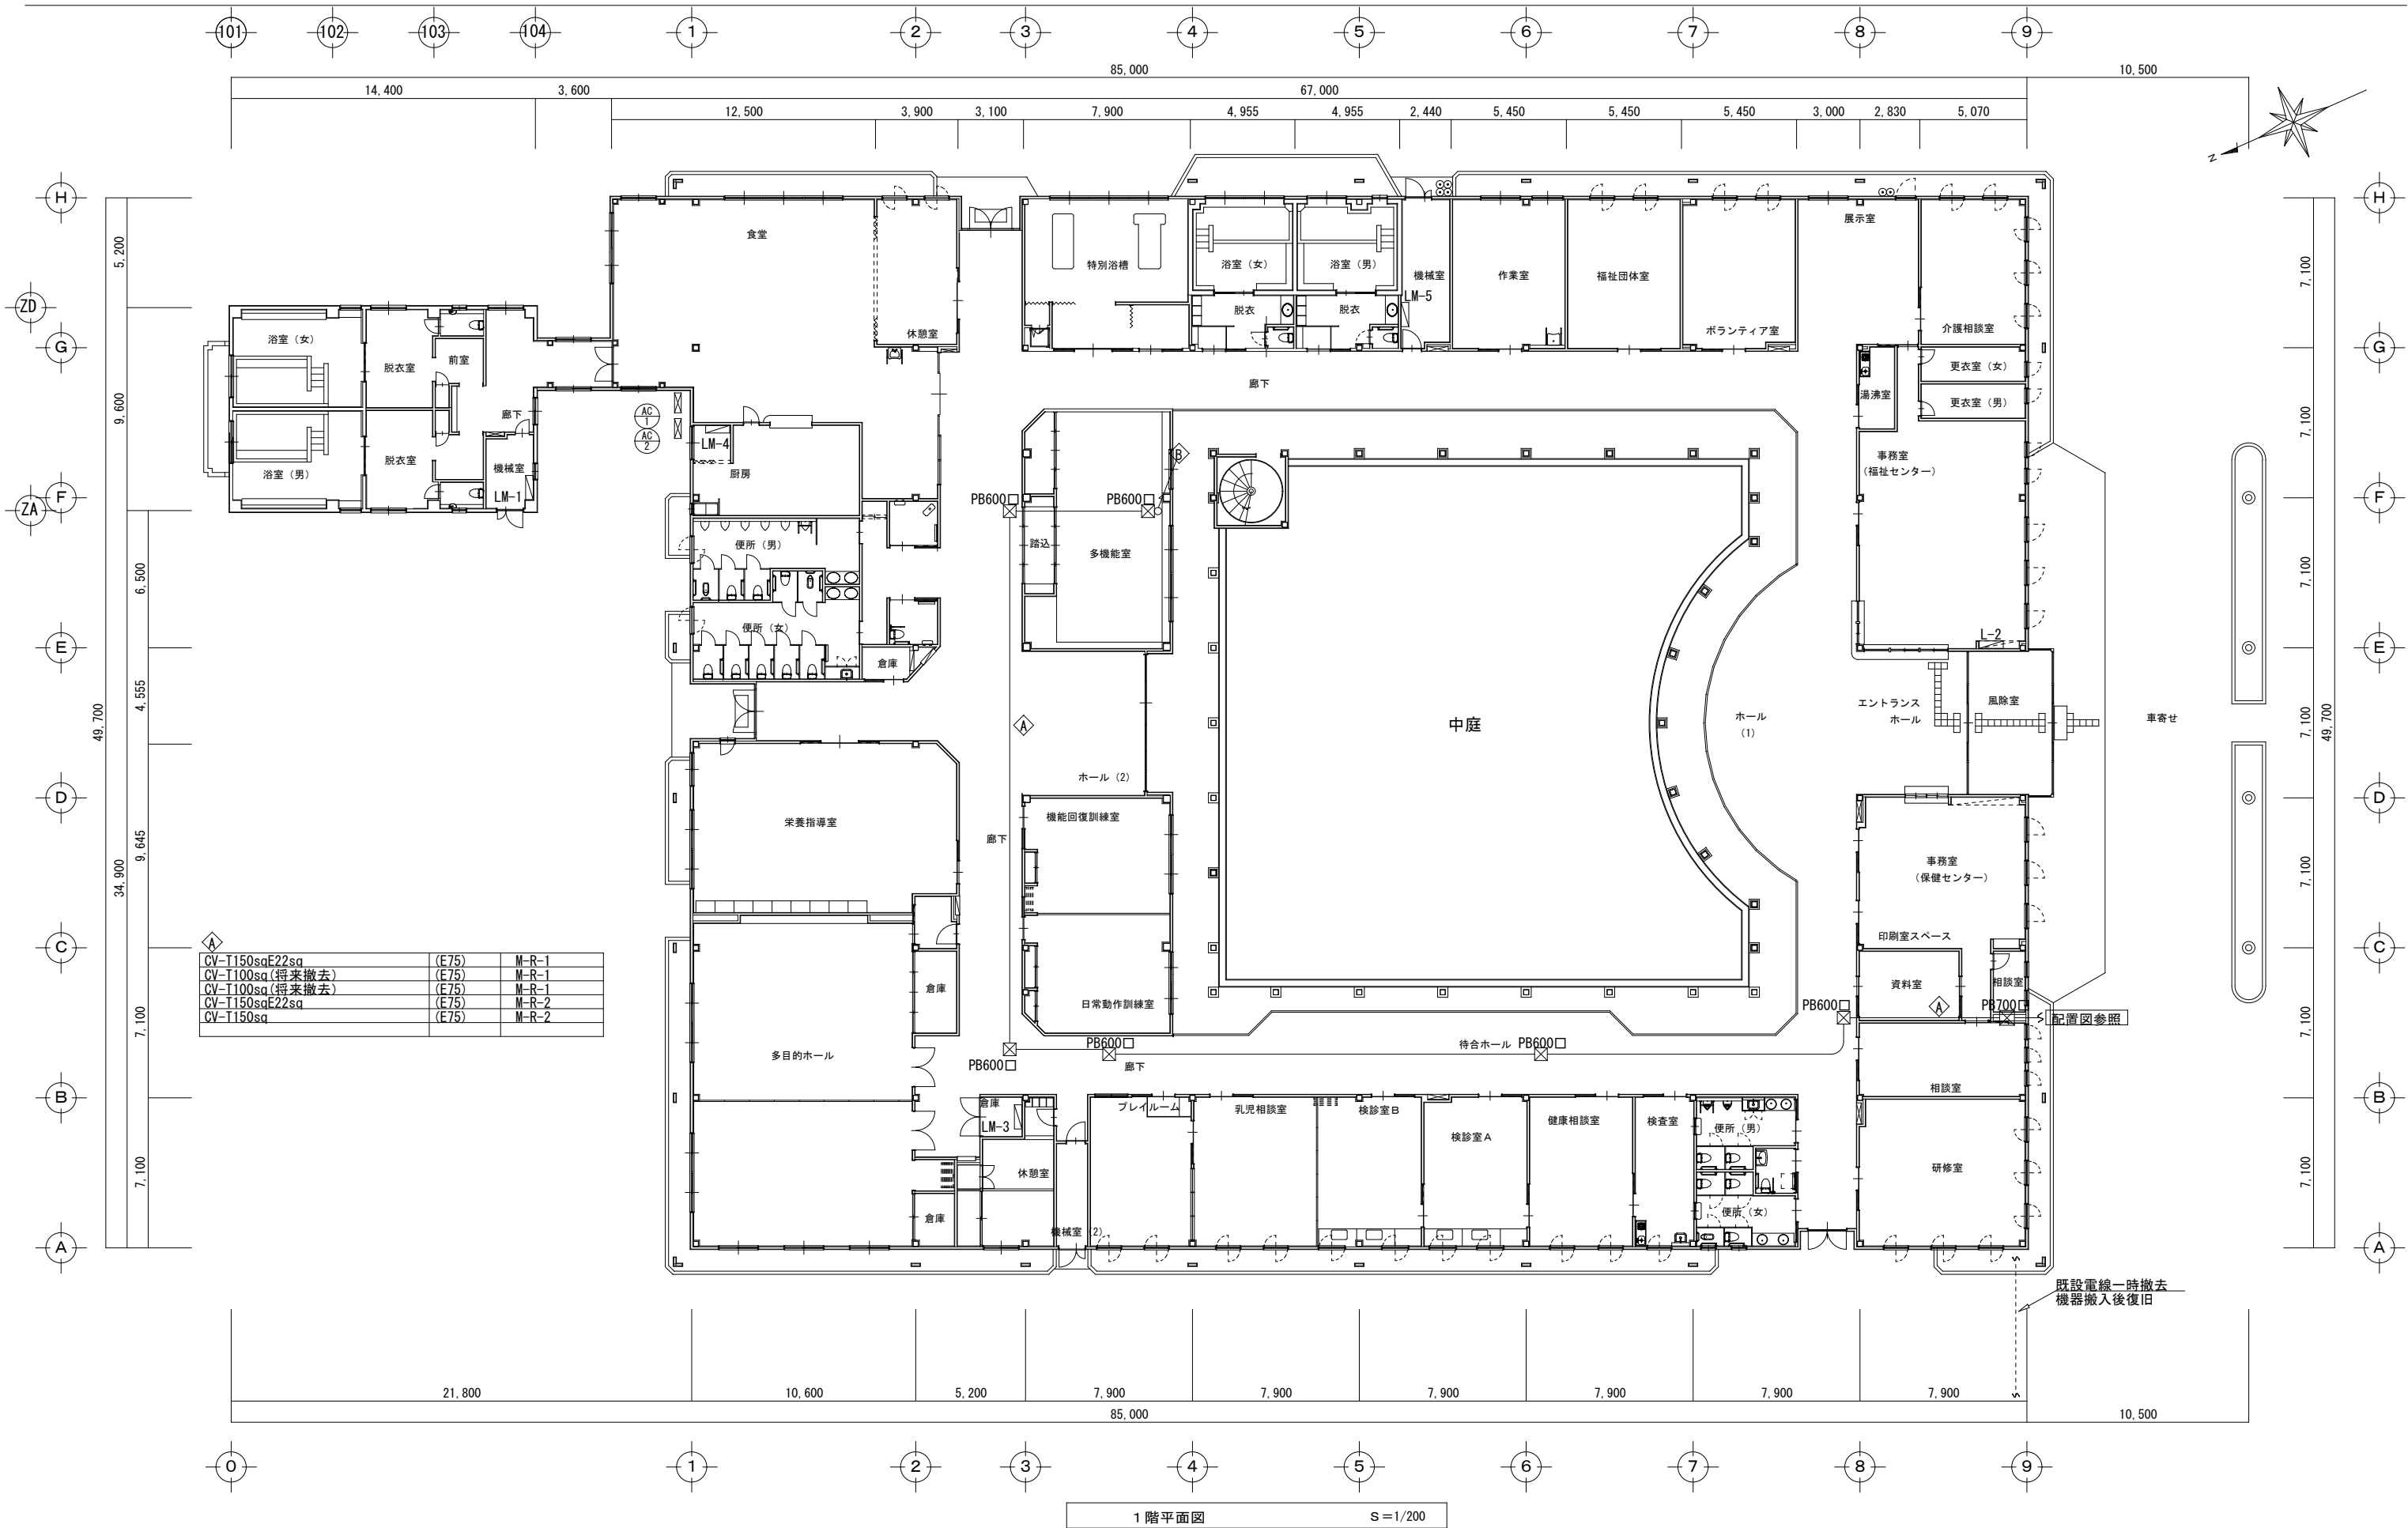 101 102 103 104 1 2 3 4 5 6 7 8 9
85,000 10,500
14,400 3,600 67,000
12,500 3,900 3,100 7,900 4,955 4,955 2,440 5,450 5,450 5,450 3,000 2,830 5,070
N
H H
5,200 7,100
食堂
展示室
特別浴槽 浴室（女） 浴室（男） 機械室 作業室 福祉団体室
LM-5
脱衣 脱衣
ZD
休憩室 ボランティア室 介護相談室
G G
浴室（女） 脱衣室 前室
更衣室（女）
廊下
湯沸室 更衣室（男）
9,600 7,100
廊下
AC 1
AC 2
LM-4
厨房
B
事務室
（福祉センター）
浴室（男） 脱衣室 機械室
LM-1
F F
ZA
PB600□ PB600□
便所（男） 踏込 多機能室
6,500 7,100
便所（女）
L-2
E E
倉庫
4,555 49,700 7,100 49,700
A
ホール（2）
中庭
ホール
(1)
エントランス
ホール
風除室
車寄せ
D D
栄養指導室 機能回復訓練室
廊下
34,900 9,645 7,100
事務室
（保健センター）
印刷室スペース
C C
A
CV-T150sqE22sq (E75) M-R-1
CV-T100sq(将来撤去) (E75) M-R-1
CV-T100sq(将来撤去) (E75) M-R-1
CV-T150sqE22sq (E75) M-R-2
CV-T150sq (E75) M-R-2
倉庫 日常動作訓練室
資料室 相談室
A
PB600□ PB700□
配置図参照
7,100 7,100
多目的ホール
PB600□ PB600□ 待合ホール PB600□
廊下
相談室
B B
倉庫
LM-3
プレイルーム 乳児相談室 検診室B 検診室A 健康相談室 検査室 便所（男）
休憩室 研修室
7,100 7,100
倉庫
機械室（2）
便所（女）
A A
既設電線一時撤去
機器搬入後復旧
21,800 10,600 5,200 7,900 7,900 7,900 7,900 7,900 7,900
85,000 10,500
0 1 2 3 4 5 6 7 8 9
1階平面図 S=1/200